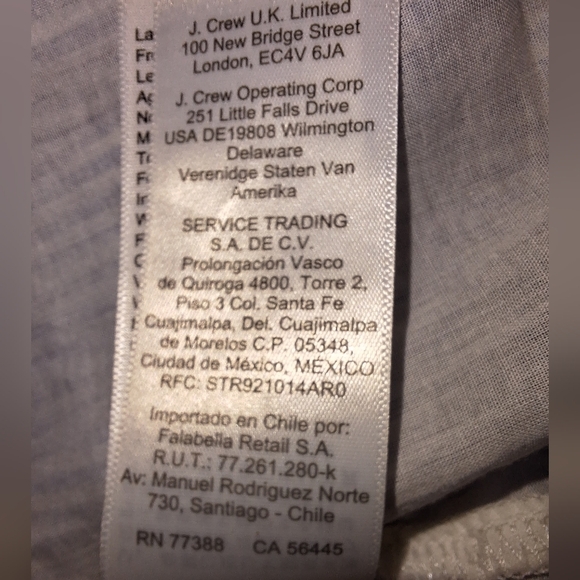 J. Crew U.K. Limited
100 New Bridge Street
London, EC4V 6JA
J. Crew Operating Corp
251 Little Falls Drive
USA DE19808 Wilmington
Delaware
Verenidge Staten Van
Amerika
SERVICE TRADING
S.A. DE C.V.
Prolongación Vasco
de Quiroga 4800, Torre 2,
Piso 3 Col. Santa Fe
Cuajimalpa, Del. Cuajimalpa
de Morelos C.P. 05348,
Ciudad de México, MÉXICO
RFC: STR921014AR0
Importado en Chile por:
Falabella Retail S.A.
R.U.T.: 77.261.280-k
Av: Manuel Rodriguez Norte
730, Santiago - Chile
RN 77388 CA 56445